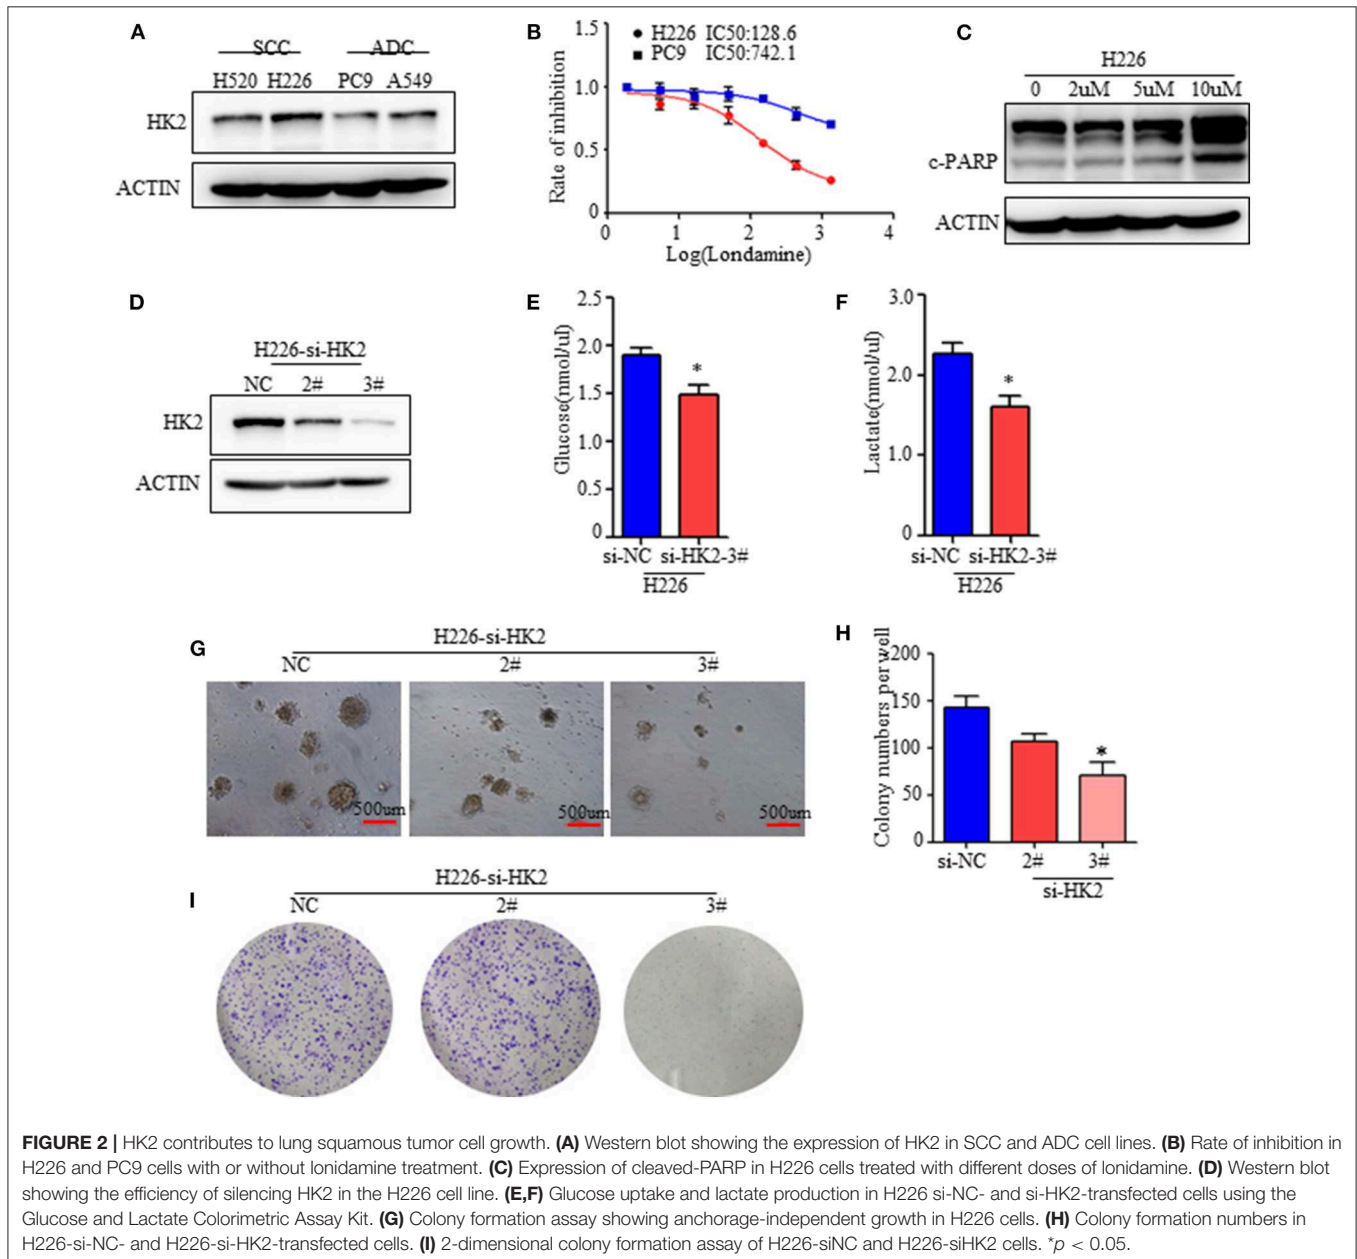 A
SCC ADC
H520 H226 PC9 A549
HK2
ACTIN
B
1.5
1.0
0.5
0
Rate of inhibition
H226 IC50:128.6
PC9 IC50:742.1
0 1 2 3 4
Log(Londamine)
C
H226
0 2uM 5uM 10uM
c-PARP
ACTIN
D
H226-si-HK2
NC 2# 3#
HK2
ACTIN
E
Glucose(nmol/ul)
2.5
2.0
1.5
1.0
0.5
0
*
si-NC si-HK2-3#
H226
F
Lactate(nmol/ul)
3.0
2.0
1.0
0
*
si-NC si-HK2-3#
H226
G
H226-si-HK2
NC 2# 3#
500um 500um 500um
H
Colony numbers per well
200
150
100
50
0
*
si-NC 2# 3#
si-HK2
I
H226-si-HK2
NC 2# 3#
FIGURE 2 | HK2 contributes to lung squamous tumor cell growth. (A) Western blot showing the expression of HK2 in SCC and ADC cell lines. (B) Rate of inhibition in
H226 and PC9 cells with or without lonidamine treatment. (C) Expression of cleaved-PARP in H226 cells treated with different doses of lonidamine. (D) Western blot
showing the efficiency of silencing HK2 in the H226 cell line. (E,F) Glucose uptake and lactate production in H226 si-NC- and si-HK2-transfected cells using the
Glucose and Lactate Colorimetric Assay Kit. (G) Colony formation assay showing anchorage-independent growth in H226 cells. (H) Colony formation numbers in
H226-si-NC- and H226-si-HK2-transfected cells. (I) 2-dimensional colony formation assay of H226-siNC and H226-siHK2 cells. *p < 0.05.